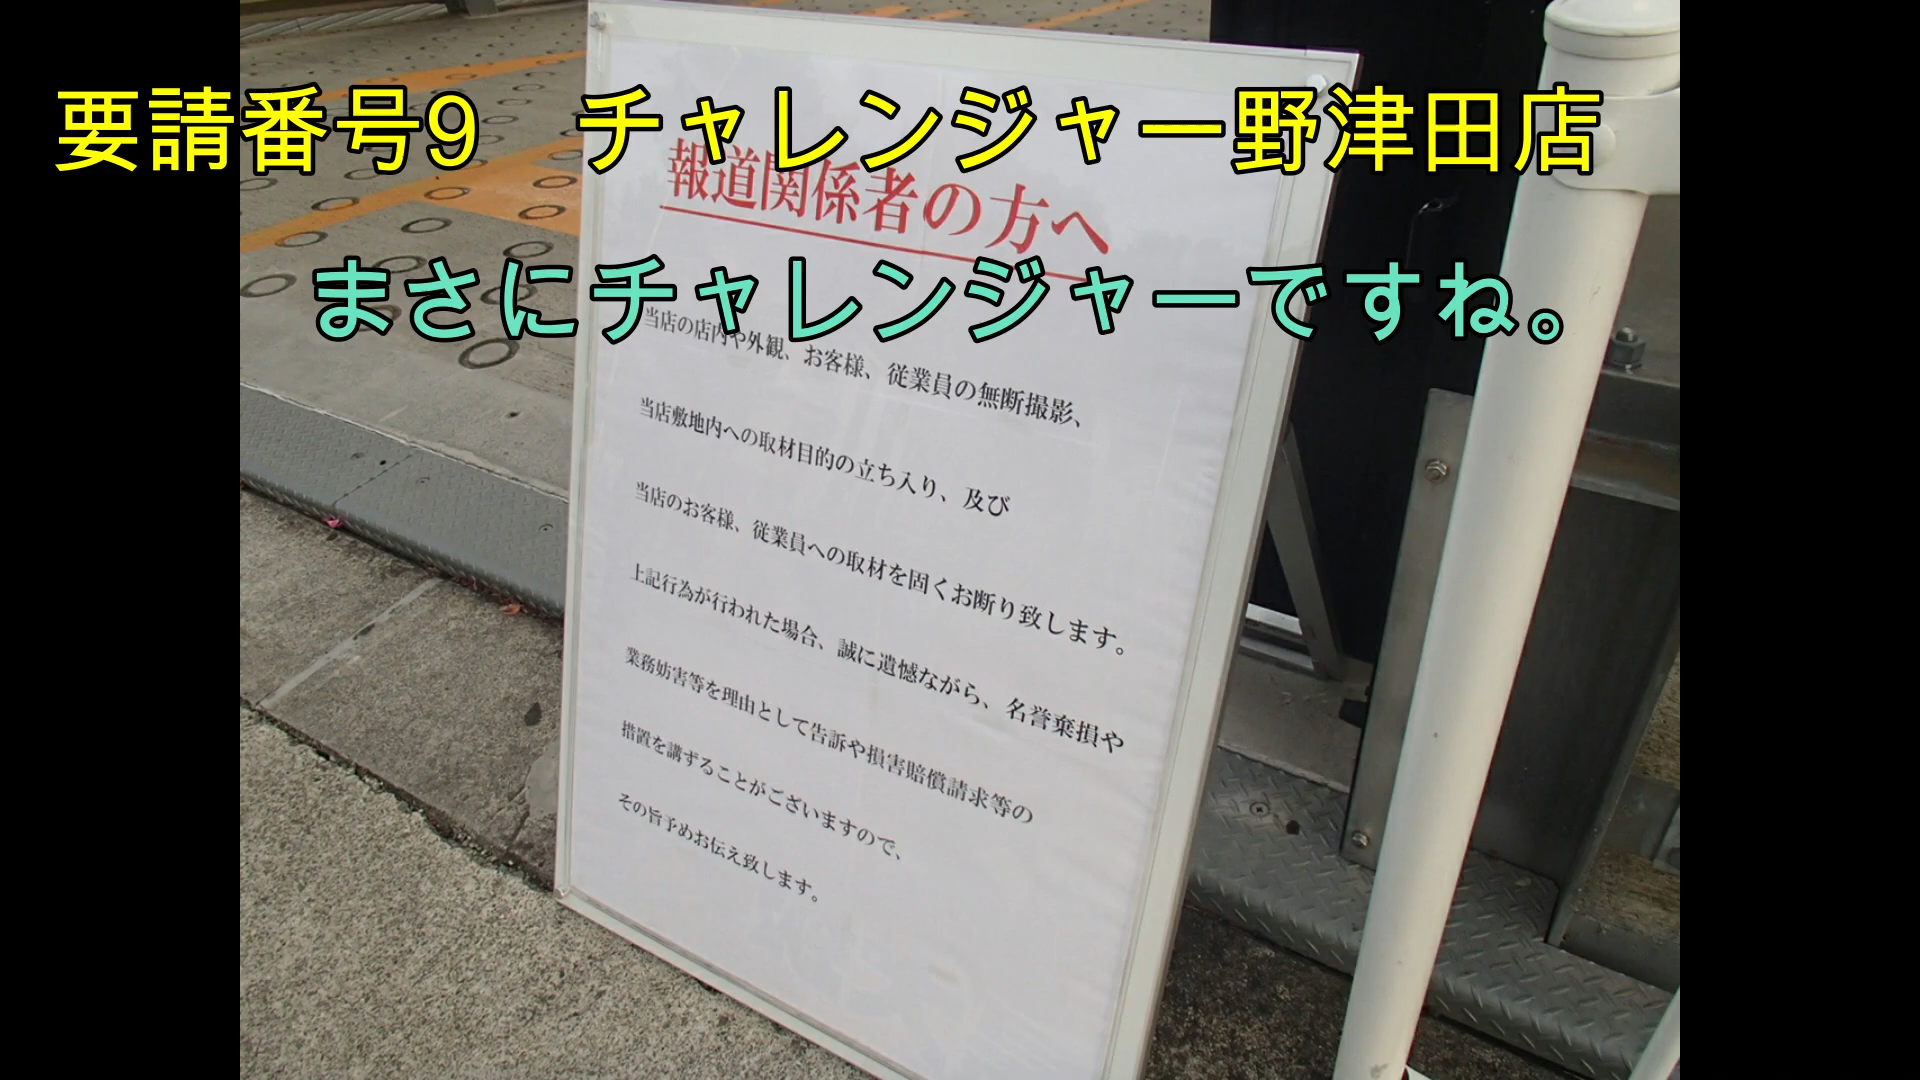 要請番号9　チャレンジャー野津田店
報道関係者の方へ
まさにチャレンジャーですね。
当店の店内や外観、お客様、従業員の無断撮影、
当店敷地内への取材目的の立ち入り、及び
当店のお客様、従業員への取材を固くお断り致します。
上記行為が行われた場合、誠に遺憾ながら、名誉棄損や
業務妨害等を理由として告訴や損害賠償請求等の
措置を講ずることがございますので、
その旨予めお伝え致します。